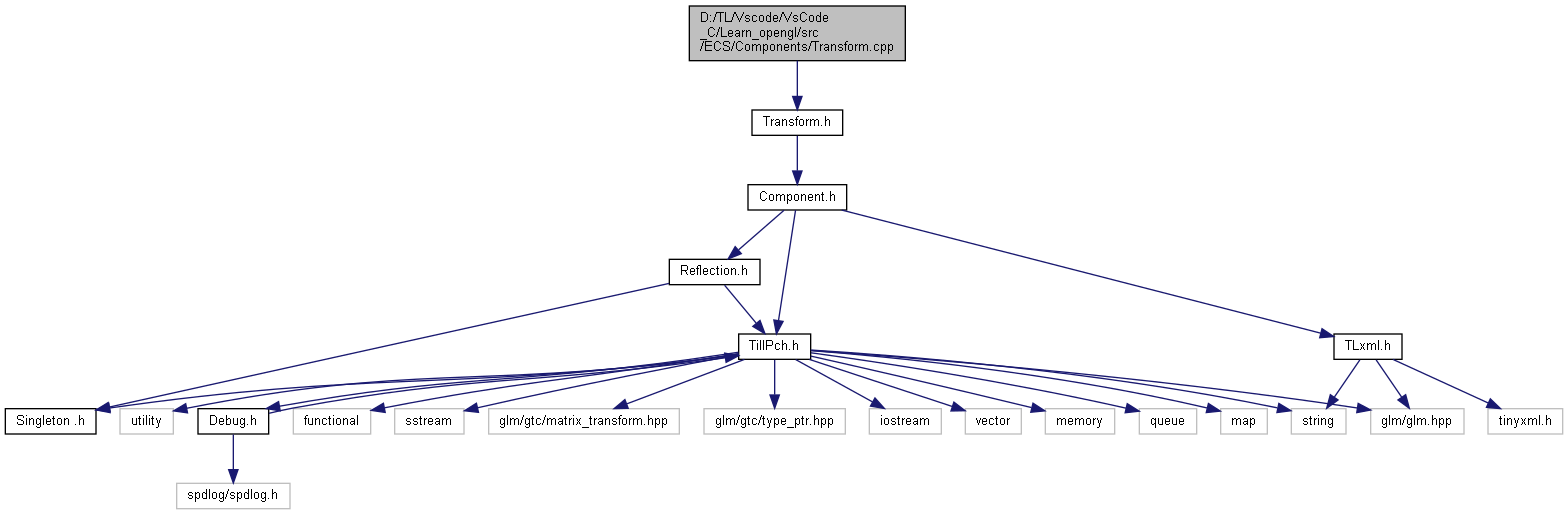 D:/TL/Vscode/VsCode
_C/Learn_opengl/src
/ECS/Components/Transform.cpp
Transform.h
Component.h
Reflection.h
TillPch.h
TLxml.h
Singleton .h
utility
Debug.h
functional
sstream
glm/gtc/matrix_transform.hpp
glm/gtc/type_ptr.hpp
iostream
vector
memory
queue
map
string
glm/glm.hpp
tinyxml.h
spdlog/spdlog.h